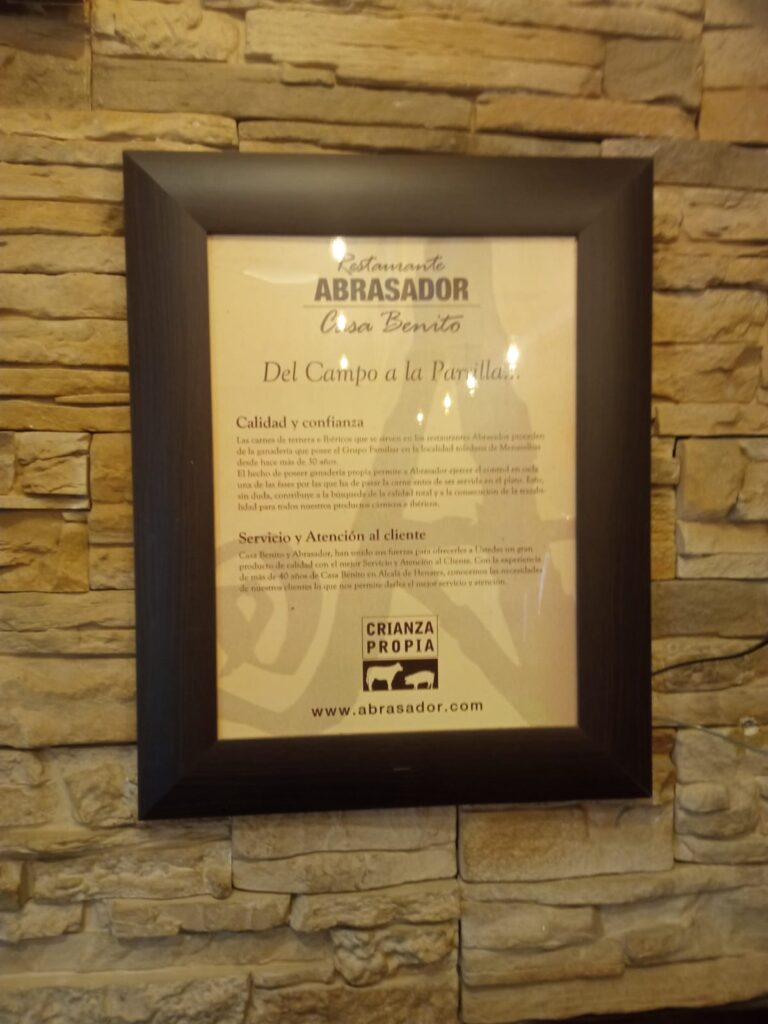 Restaurante
ABRASADOR
Casa Benito
Del Campo a la Parrilla...
Calidad y confianza
Las carnes de ternera e Ibéricos que se sirven en los restaurantes Abrasador proceden
de la ganadería que posee el Grupo Familiar en la localidad toledana de Menasalbas
desde hace más de 30 años.
El hecho de poseer ganadería propia permite a Abrasador ejercer el control en cada
una de las fases por las que ha de pasar la carne antes de ser servida en el plato. Esto,
sin duda, contribuye a la búsqueda de la calidad total y a la consecución de la trazabi-
lidad para todos nuestros productos cárnicos e ibéricos.
Servicio y Atención al cliente
Casa Benito y Abrasador, han unido sus fuerzas para ofrecerles a Ustedes un gran
producto de calidad con el mejor Servicio y Atención al Cliente. Con la experiencia
de más de 40 años de Casa Benito en Alcalá de Henares, conocemos las necesidades
de nuestros clientes lo que nos permite darles el mejor servicio y atención.
CRIANZA
PROPIA
www.abrasador.com